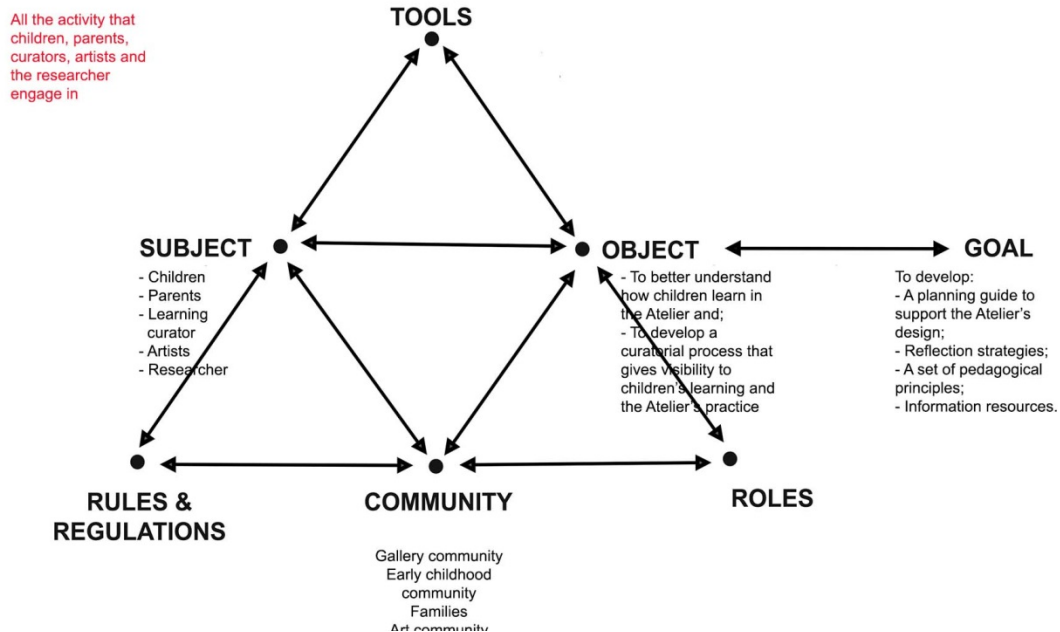 All the activity that
children, parents,
curators, artists and
the researcher
engage in
TOOLS
SUBJECT
- Children
- Parents
- Learning
curator
- Artists
- Researcher
OBJECT
- To better understand
how children learn in
the Atelier and;
- To develop a
curatorial process that
gives visibility to
children's learning and
the Atelier's practice
GOAL
To develop:
- A planning guide to
support the Atelier's
design;
- Reflection strategies;
- A set of pedagogical
principles;
- Information resources.
RULES &
REGULATIONS
COMMUNITY
Gallery community
Early childhood
community
Families
Art community
ROLES